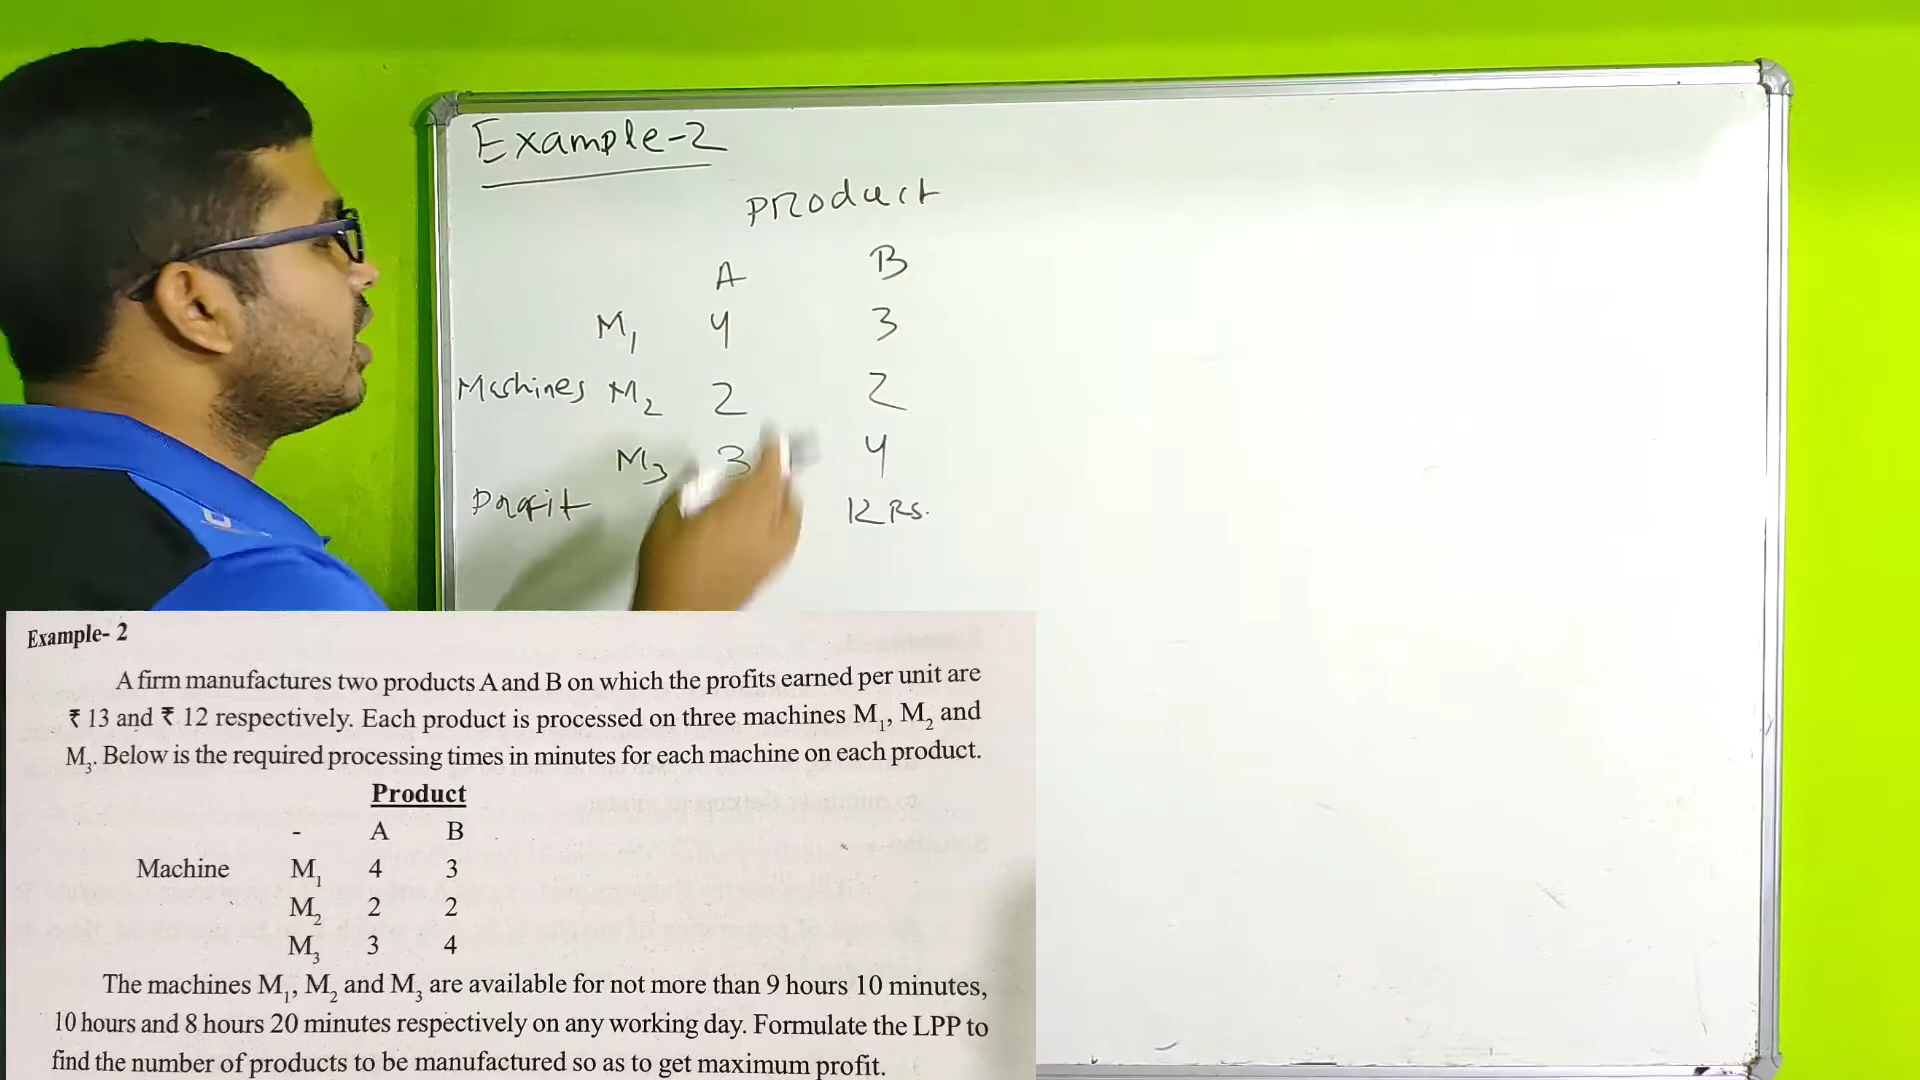 Example-2
Product
A B
M1 4 3
Machines M2 2 2
M3 3 4
Profit 12 Rs.
Example- 2
A firm manufactures two products A and B on which the profits earned per unit are
₹ 13 and ₹ 12 respectively. Each product is processed on three machines M1, M2 and
M3. Below is the required processing times in minutes for each machine on each product.
Product
- A B
Machine M1 4 3
M2 2 2
M3 3 4
The machines M1, M2 and M3 are available for not more than 9 hours 10 minutes,
10 hours and 8 hours 20 minutes respectively on any working day. Formulate the LPP to
find the number of products to be manufactured so as to get maximum profit.